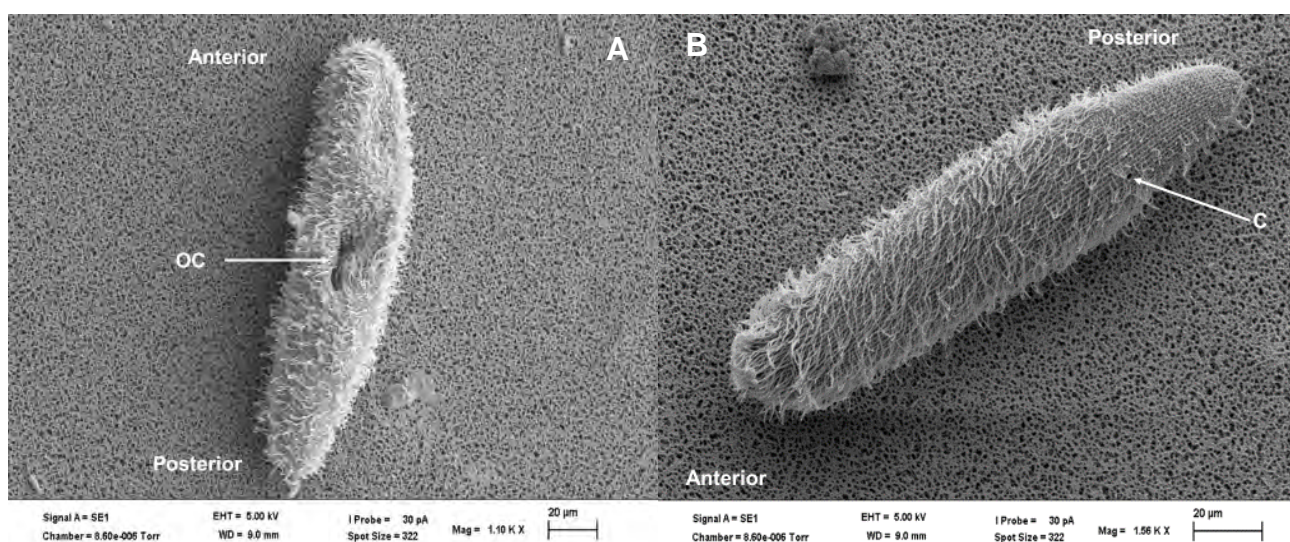 A
Anterior
OC
Posterior
Signal A = SE1
EHT = 5.00 kV
I Probe = 30 pA
Mag = 1.10 K X
20 µm
Chamber = 8.60e-006 Torr
WD = 9.0 mm
Spot Size = 322
B
Posterior
C
Anterior
Signal A = SE1
EHT = 5.00 kV
I Probe = 30 pA
Mag = 1.56 K X
20 µm
Chamber = 8.60e-006 Torr
WD = 9.0 mm
Spot Size = 322